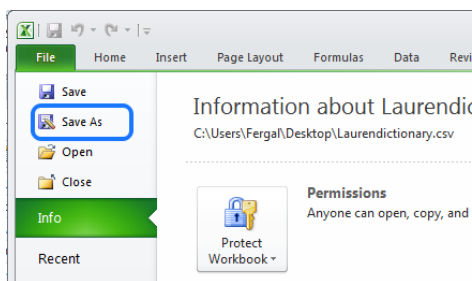 File Home Insert Page Layout Formulas Data
Save
Save As
Open
Close
Info
Recent
Information about
C:\Users\Fergal\Desktop\Laurendictionary.csv
Protect
Workbook
Permissions
Anyone can open, copy, and